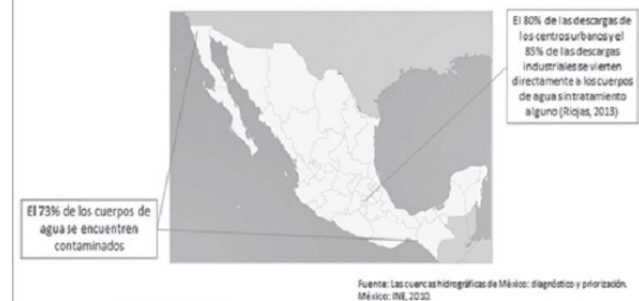 El 80% de las descargas de
los centros urbanos y el
85% de las descargas
industriales se vierten
directamente a los cuerpos
de agua sin tratamiento
alguno (Riojas, 2013)
El 73% de los cuerpos de
agua se encuentren
contaminados
Fuente: Las cuencas hidrográficas de México: diagnóstico y priorización.
México: INE, 2010.